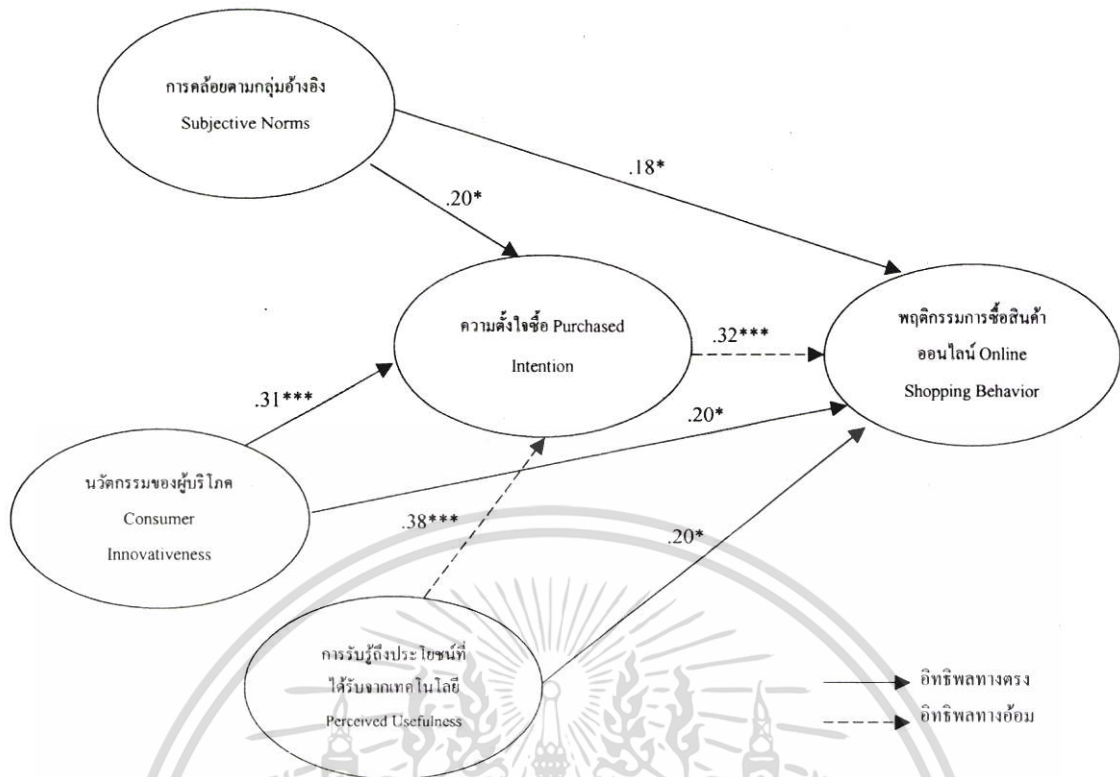 การคล้อยตามกลุ่มอ้างอิง
Subjective Norms
.18*
.20*
ความตั้งใจซื้อ Purchased
Intention
.32***
พฤติกรรมการซื้อสินค้า
ออนไลน์ Online
Shopping Behavior
.31***
.20*
นวัตกรรมของผู้บริโภค
Consumer
Innovativeness
.38***
.20*
การรับรู้ถึงประโยชน์ที่
ได้รับจากเทคโนโลยี
Perceived Usefulness
อิทธิพลทางตรง
อิทธิพลทางอ้อม